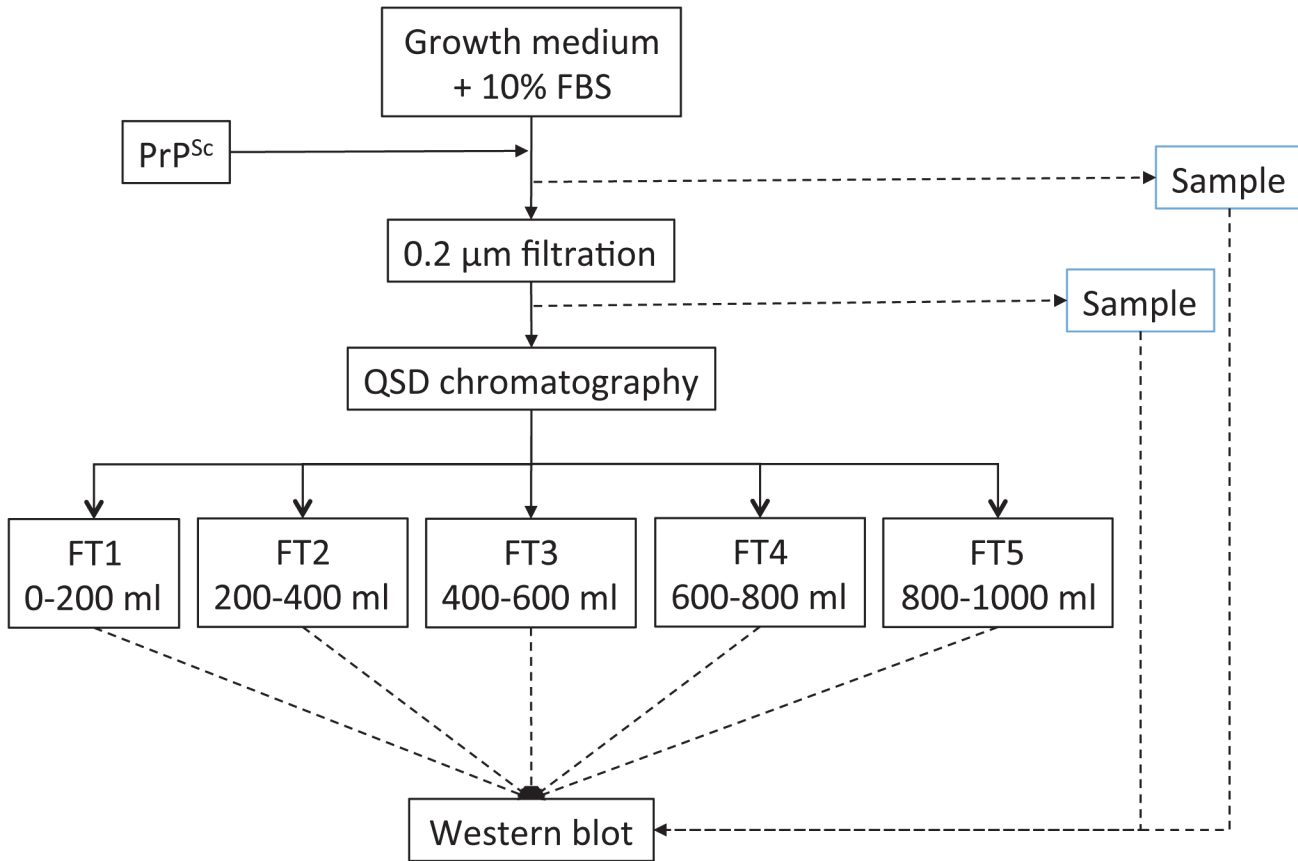 Growth medium
+ 10% FBS
PrPSc
Sample
0.2 µm filtration
Sample
QSD chromatography
FT1
0-200 ml
FT2
200-400 ml
FT3
400-600 ml
FT4
600-800 ml
FT5
800-1000 ml
Western blot